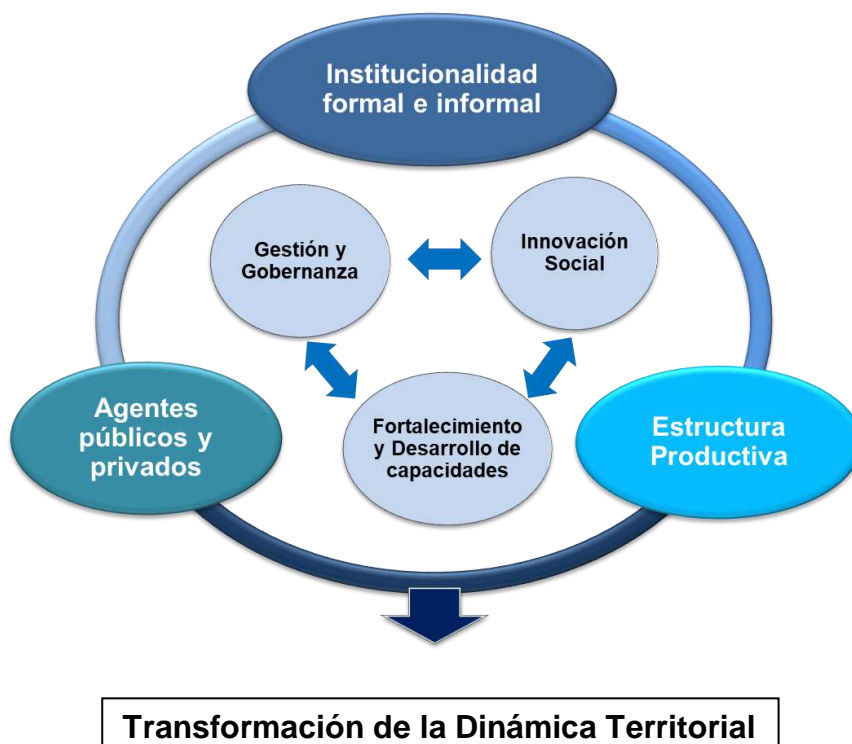 Institucionalidad
formal e informal
Gestión y
Gobernanza
Innovación
Social
Agentes
públicos y
privados
Fortalecimiento
y Desarrollo de
capacidades
Estructura
Productiva
Transformación de la Dinámica Territorial